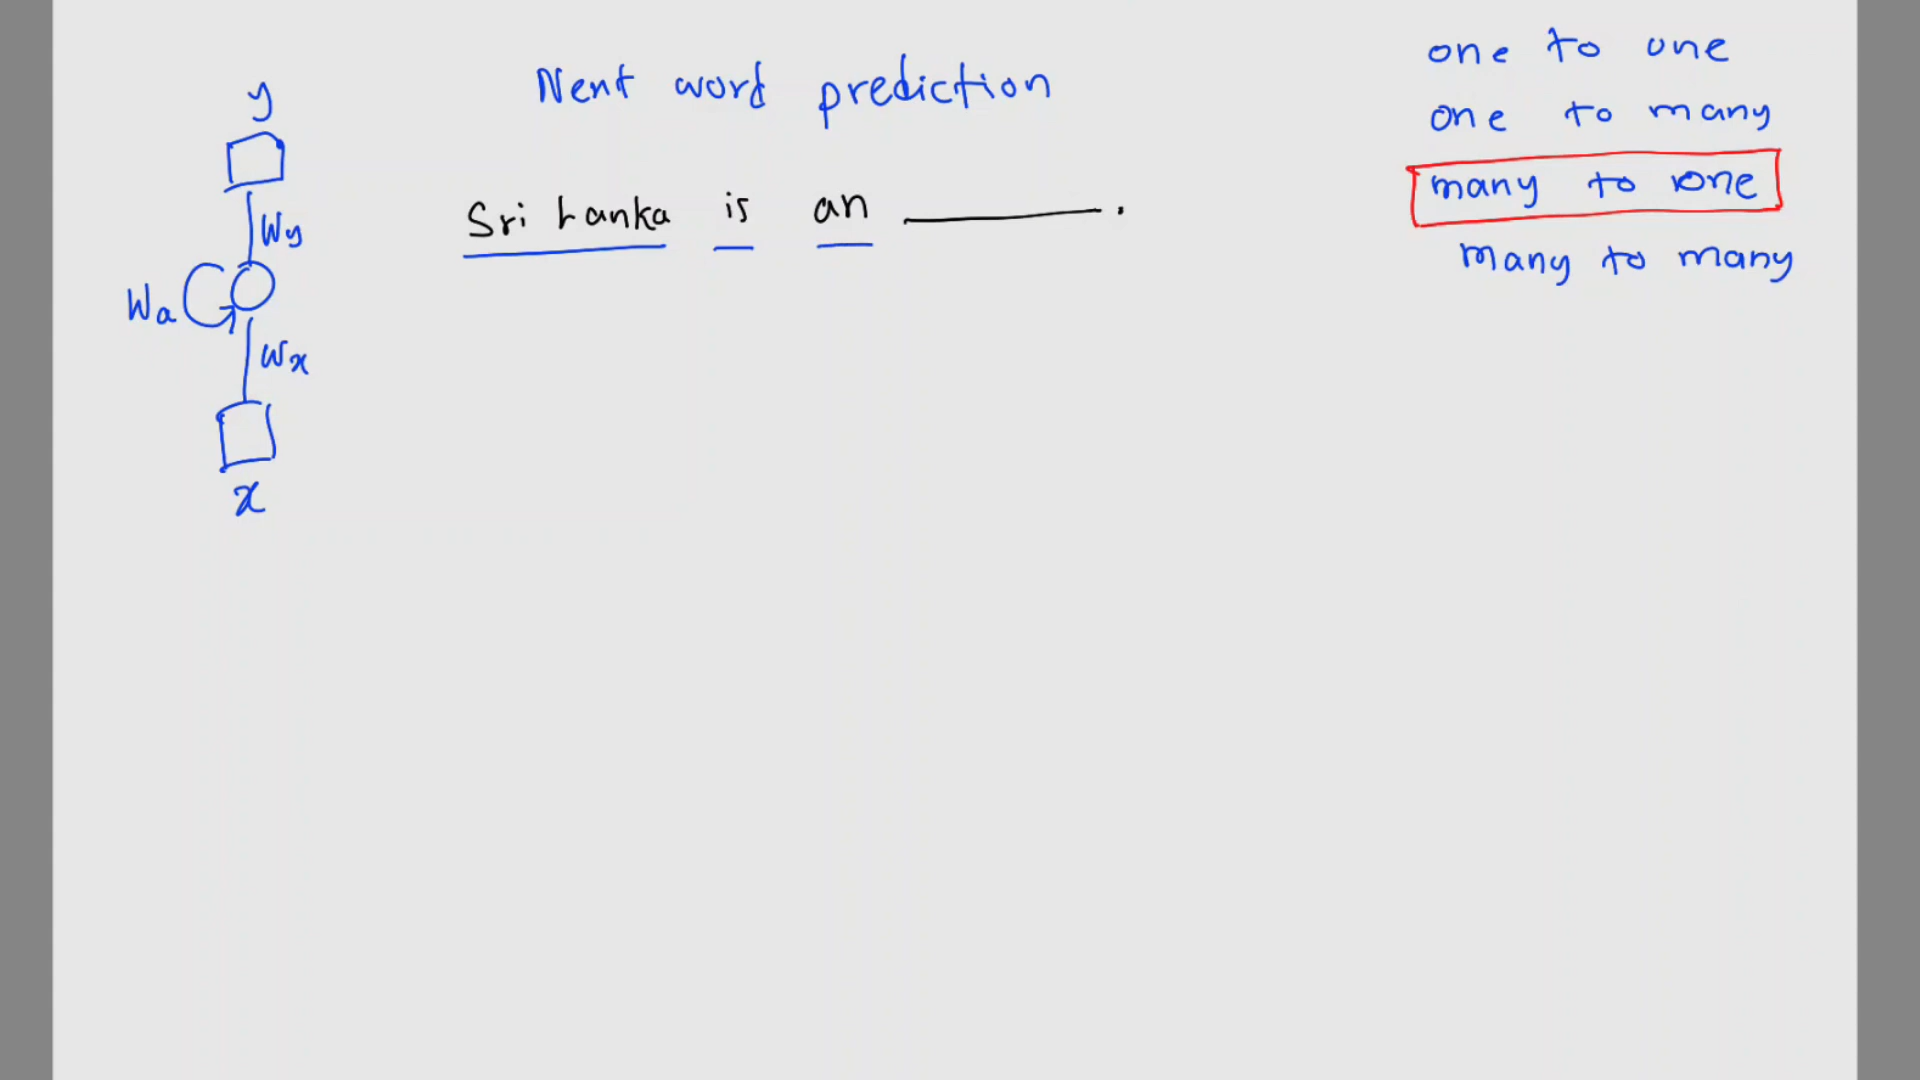 y
Wy
Wa
Wx
x
Nent word prediction
Sri Lanka is an ________.
one to one
one to many
many to one
many to many